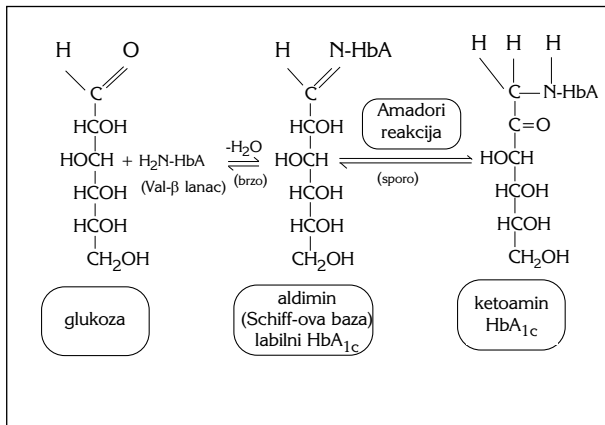 H O
C
HCOH
HOCH
HCOH
HCOH
CH₂OH
+ H₂N-HbA
(Val-β lanac)
-H₂O
(brzo)
H N-HbA
C
HCOH
HOCH
HCOH
HCOH
CH₂OH
Amadori
reakcija
(sporo)
H H H
C N-HbA
C=O
HOCH
HCOH
HCOH
CH₂OH
glukoza
aldimin
(Schiff-ova baza)
labilni HbA₁c
ketoamin
HbA₁c